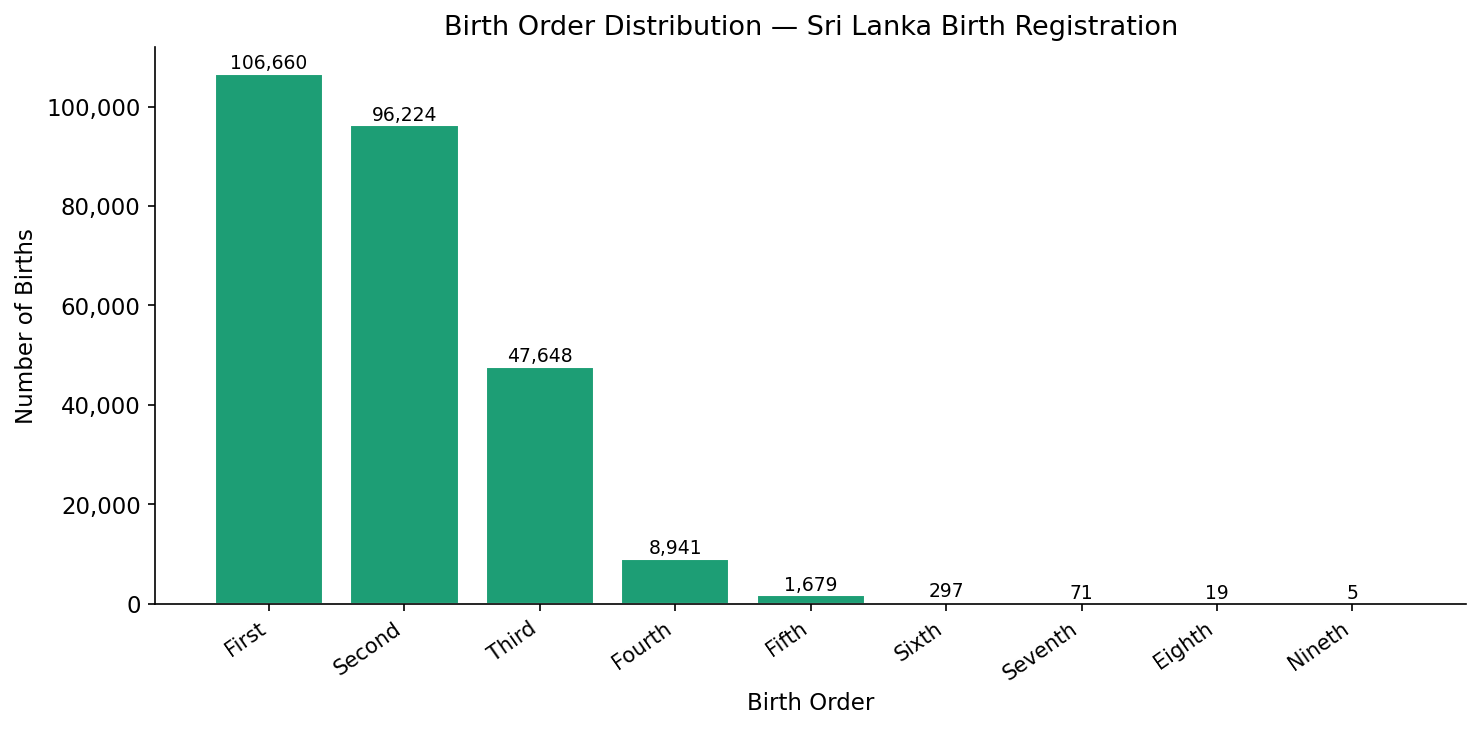 Birth Order Distribution — Sri Lanka Birth Registration
Number of Births
100,000
80,000
60,000
40,000
20,000
0
106,660
96,224
47,648
8,941
1,679
297
71
19
5
First
Second
Third
Fourth
Fifth
Sixth
Seventh
Eighth
Nineth
Birth Order